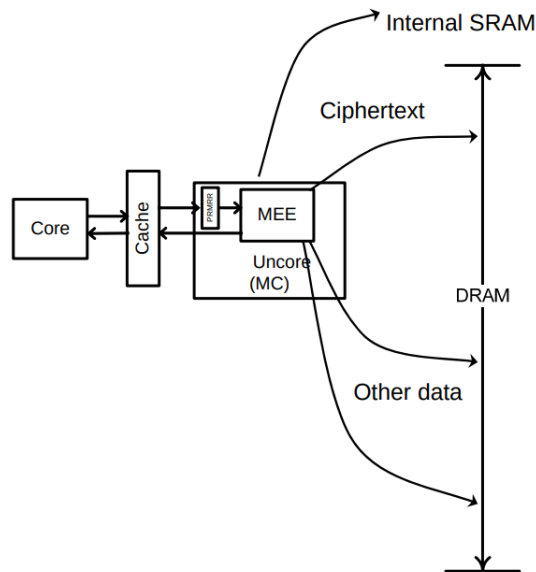 Internal SRAM
Ciphertext
Core
Cache
PRMRR
MEE
Uncore
(MC)
DRAM
Other data